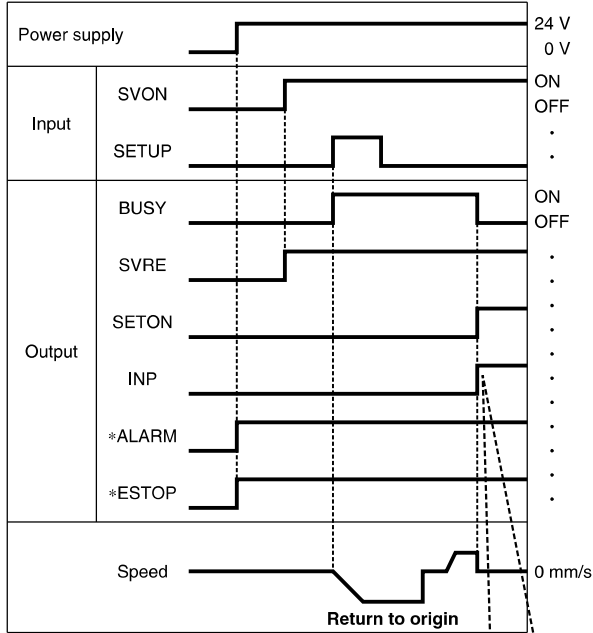 Power supply
24 V
0 V
Input
SVON
ON
OFF
SETUP
Output
BUSY
ON
OFF
SVRE
SETON
INP
*ALARM
*ESTOP
Speed
0 mm/s
Return to origin